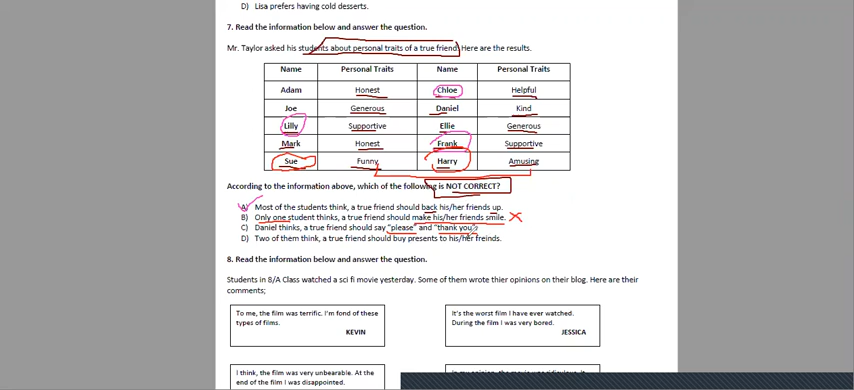 D) Lisa prefers having cold desserts.
7. Read the information below and answer the question.
Mr. Taylor asked his students about personal traits of a true friend. Here are the results.
Name Personal Traits Name Personal Traits
Adam Honest Chloe Helpful
Joe Generous Daniel Kind
Lilly Supportive Ellie Generous
Mark Honest Frank Supportive
Sue Funny Harry Amusing
According to the information above, which of the following is NOT CORRECT?
A) Most of the students think, a true friend should back his/her friends up.
B) Only one student thinks, a true friend should make his/her friends smile.
C) Daniel thinks, a true friend should say "please" and "thank you".
D) Two of them think, a true friend should buy presents to his/her freinds.
8. Read the information below and answer the question.
Students in 8/A Class watched a sci fi movie yesterday. Some of them wrote thier opinions on their blog. Here are their
comments;
To me, the film was terrific. I'm fond of these
types of films.
KEVIN
It's the worst film I have ever watched.
During the film I was very bored.
JESSICA
I think, the film was very unbearable. At the
end of the film I was disappointed.